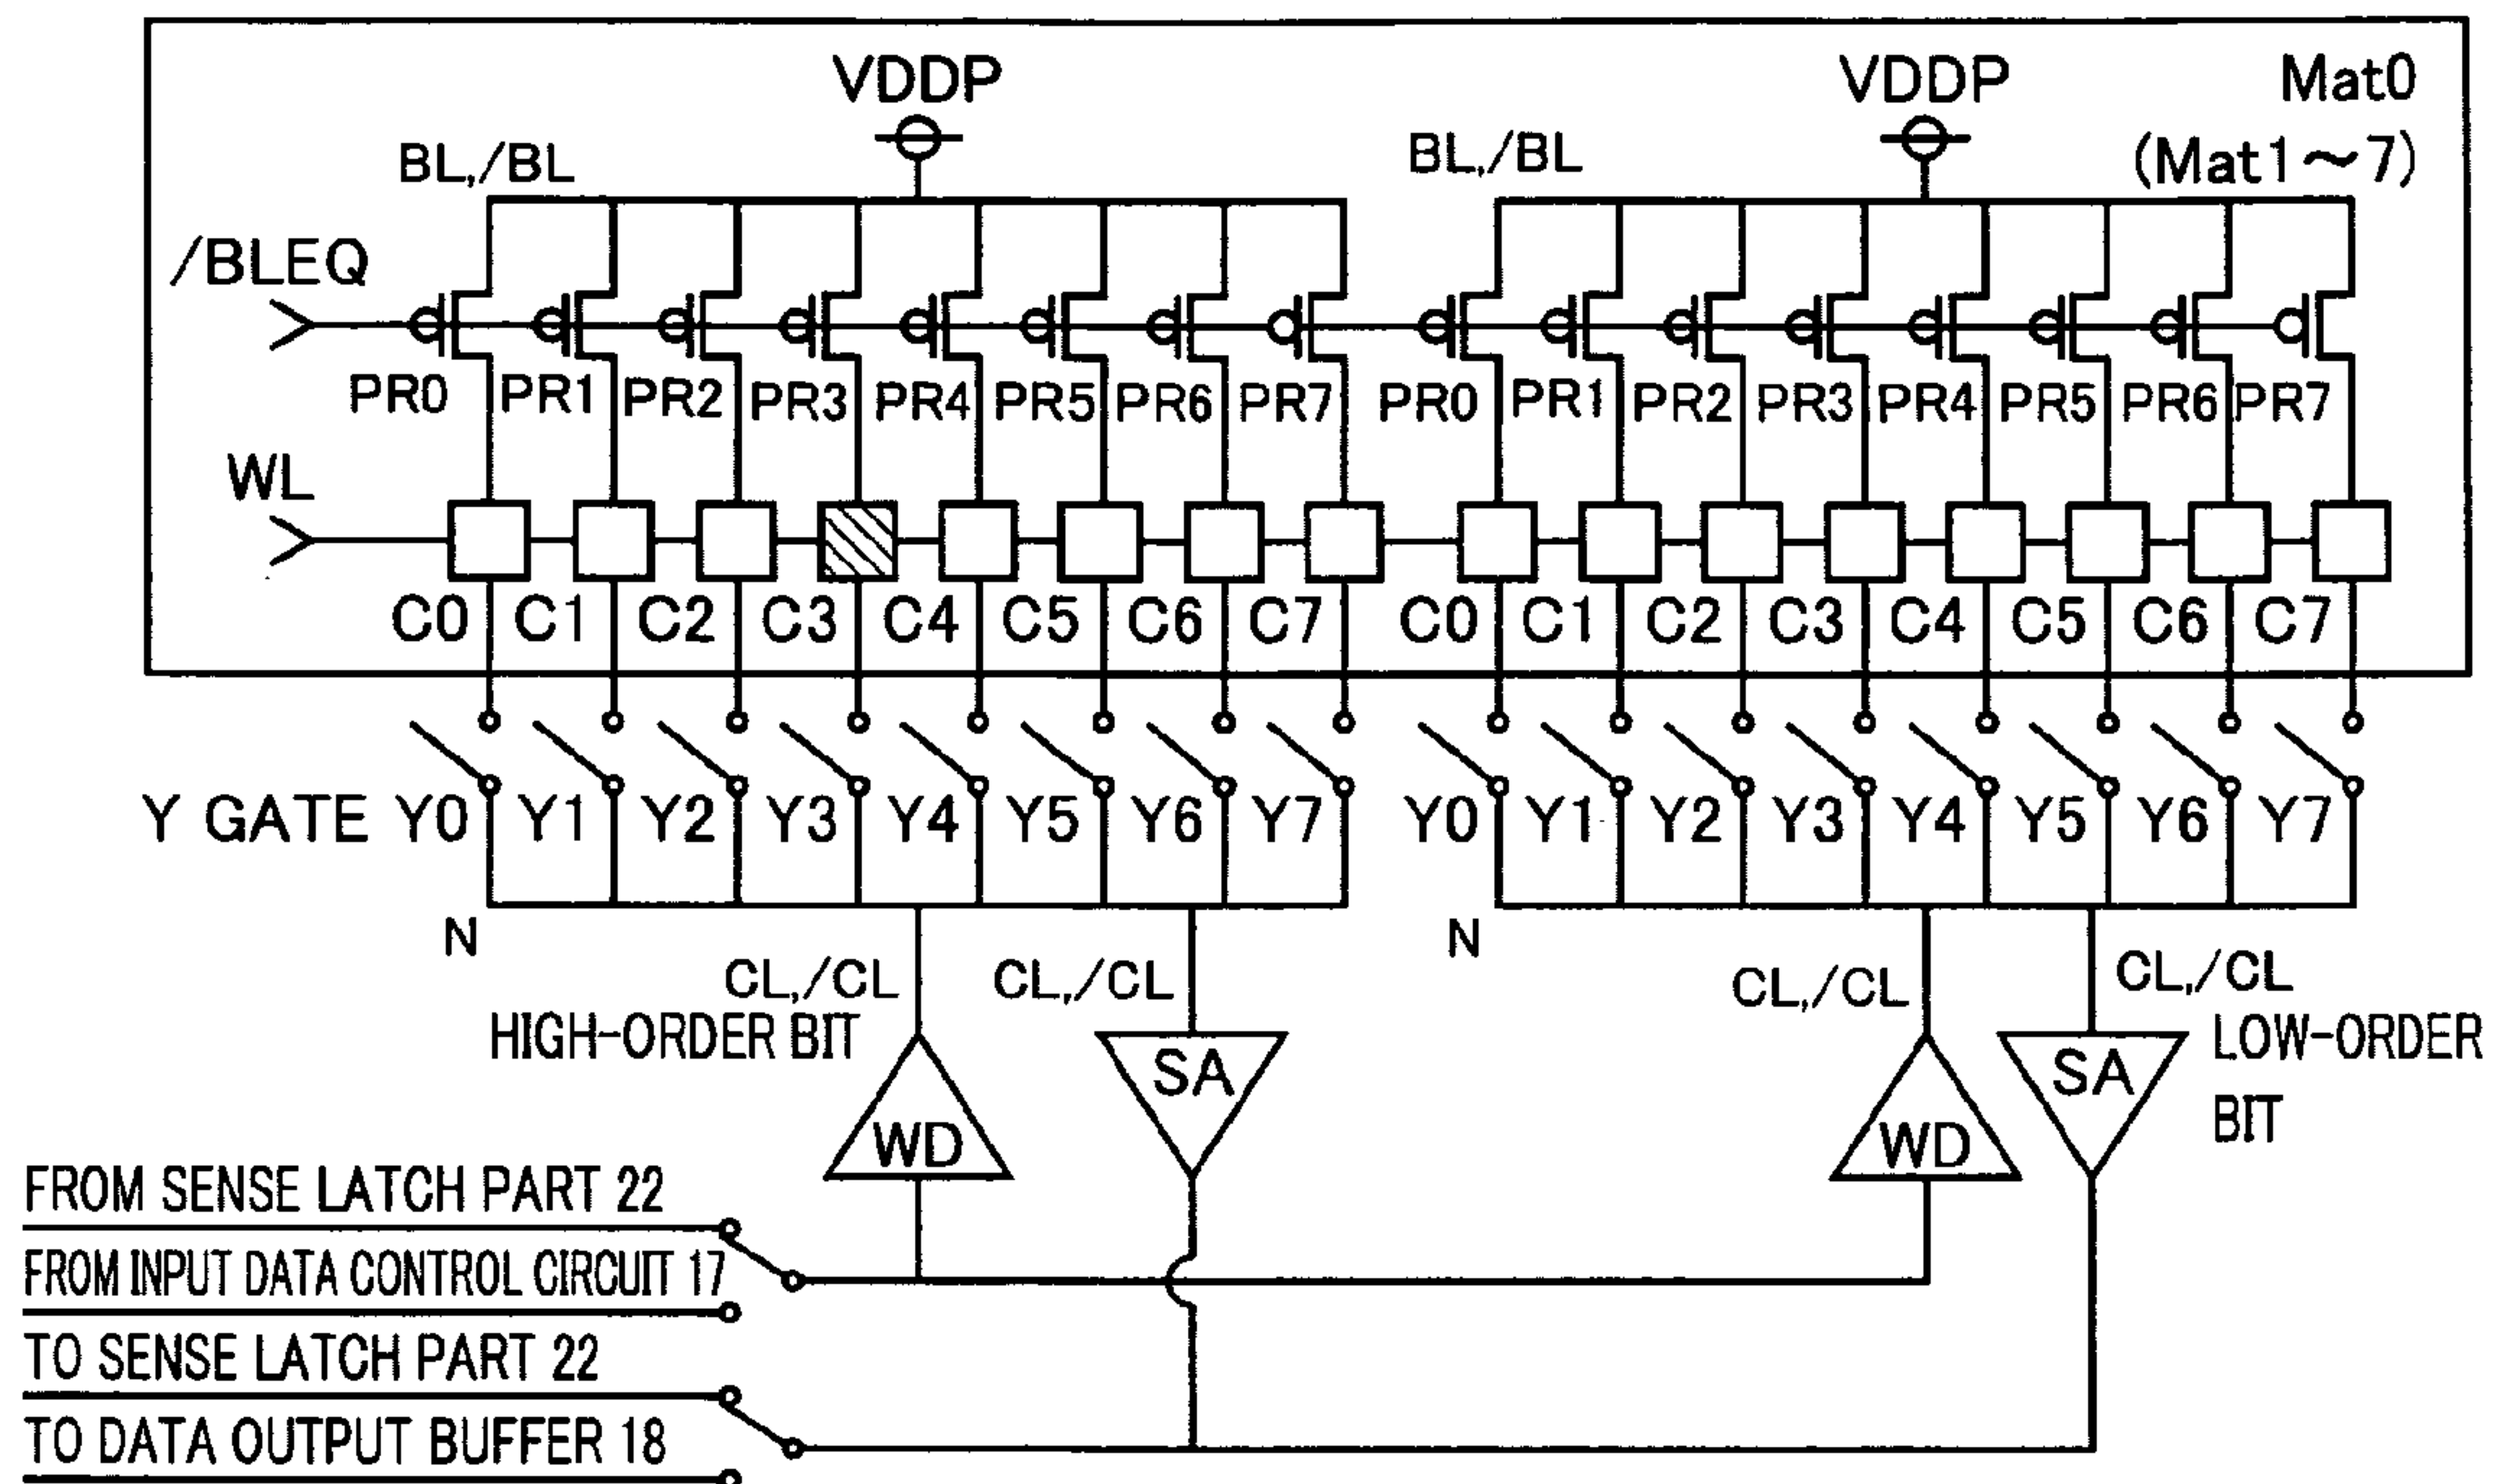 VDDP VDDP Mat0
BL,/BL BL,/BL (Mat1～7)
/BLEQ
PR0 PR1 PR2 PR3 PR4 PR5 PR6 PR7 PR0 PR1 PR2 PR3 PR4 PR5 PR6 PR7
WL
C0 C1 C2 C3 C4 C5 C6 C7 C0 C1 C2 C3 C4 C5 C6 C7
Y GATE Y0 Y1 Y2 Y3 Y4 Y5 Y6 Y7 Y0 Y1 Y2 Y3 Y4 Y5 Y6 Y7
N N
CL,/CL CL,/CL CL,/CL CL,/CL
HIGH-ORDER BIT LOW-ORDER
SA SA
BIT
WD WD
FROM SENSE LATCH PART 22
FROM INPUT DATA CONTROL CIRCUIT 17
TO SENSE LATCH PART 22
TO DATA OUTPUT BUFFER 18